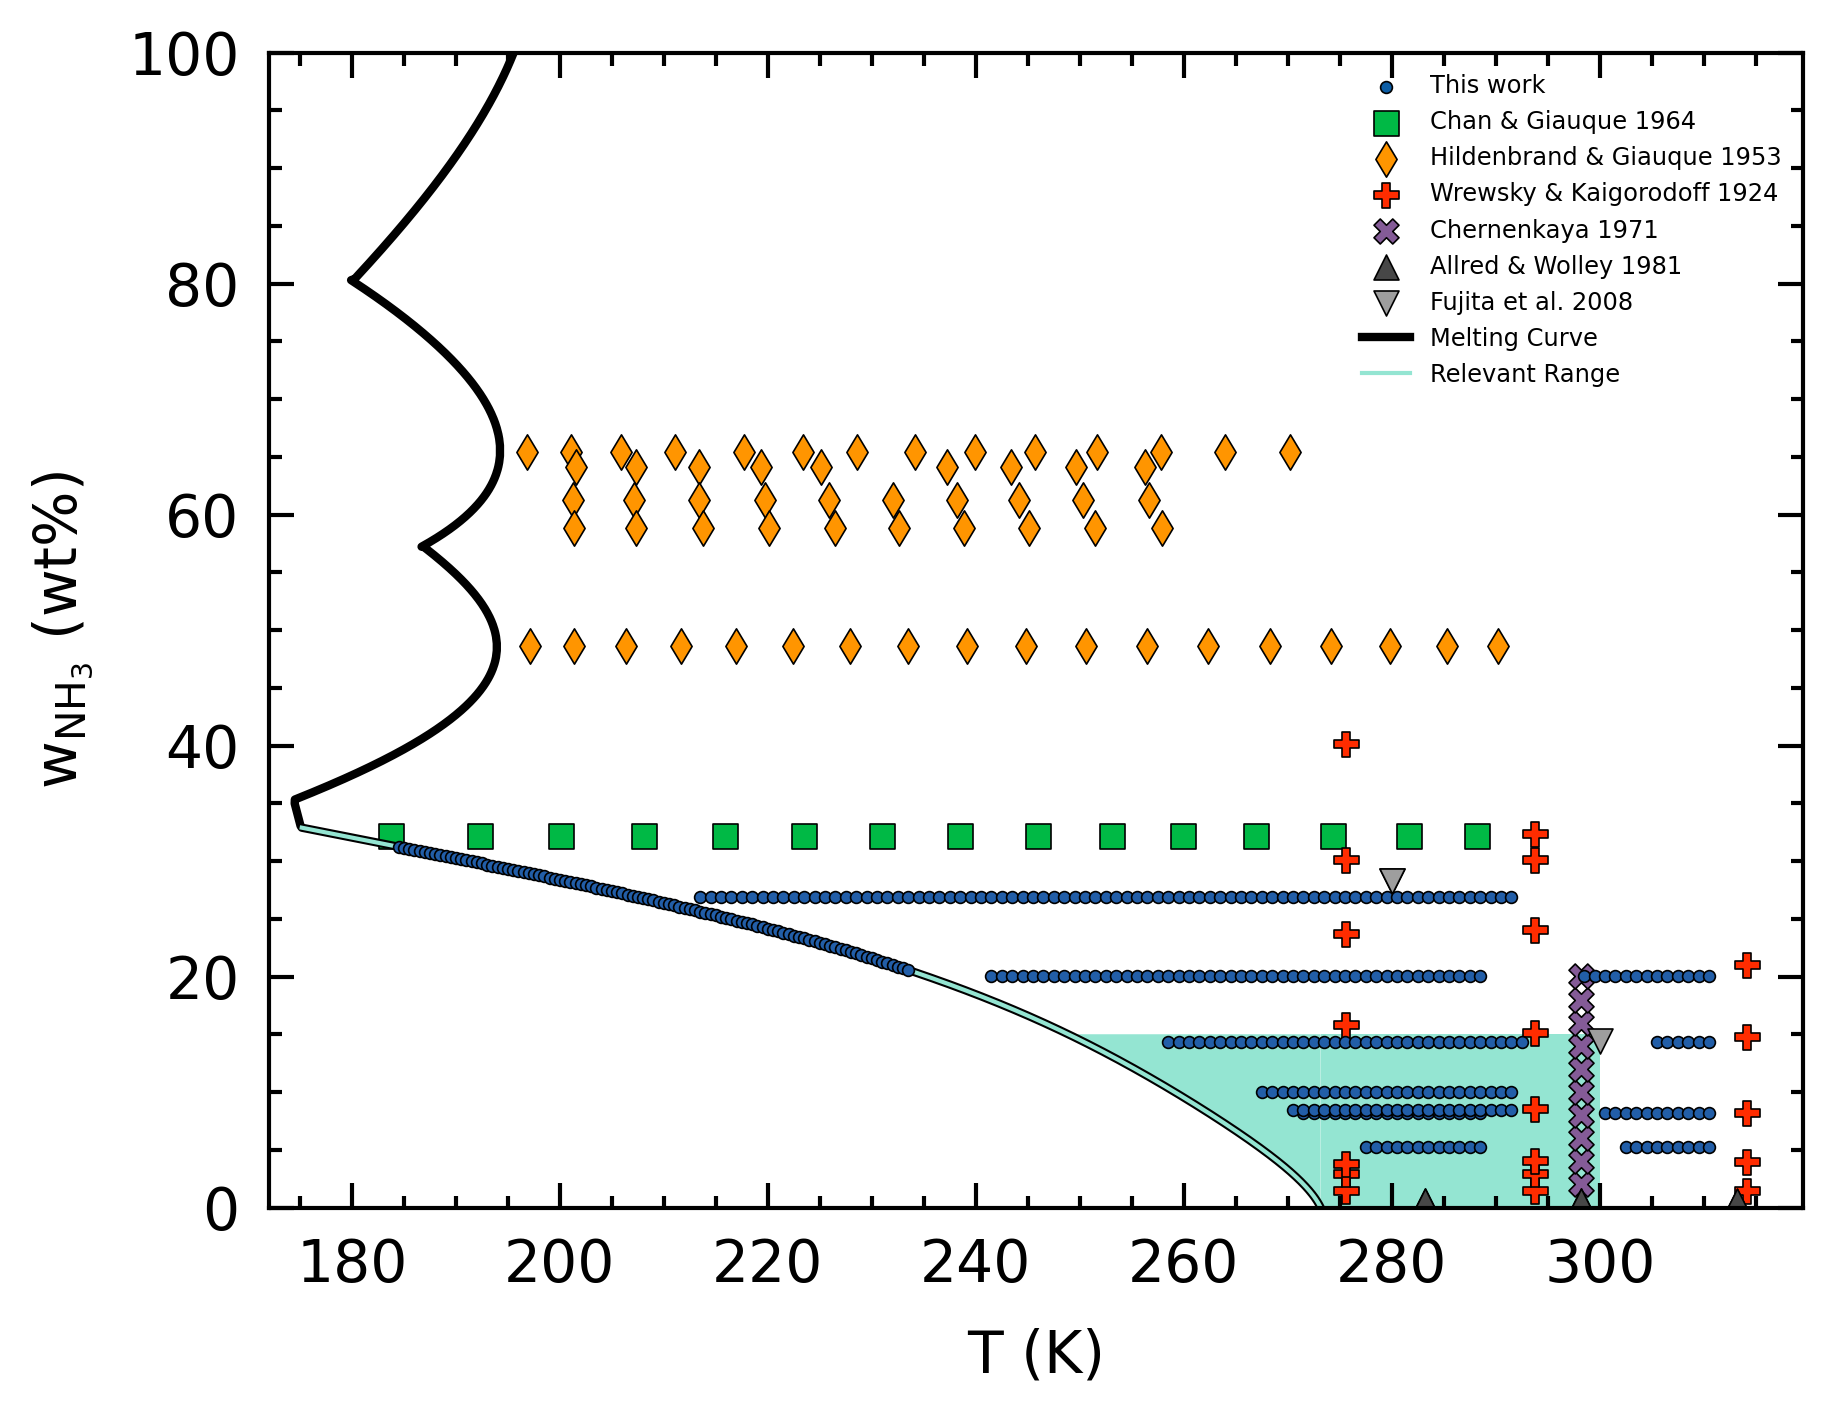 100
80
60
40
20
0
w_NH₃ (wt%)
This work
Chan & Giauque 1964
Hildenbrand & Giauque 1953
Wrewsky & Kaigorodoff 1924
Chernenkaya 1971
Allred & Wolley 1981
Fujita et al. 2008
Melting Curve
Relevant Range
180 200 220 240 260 280 300
T (K)